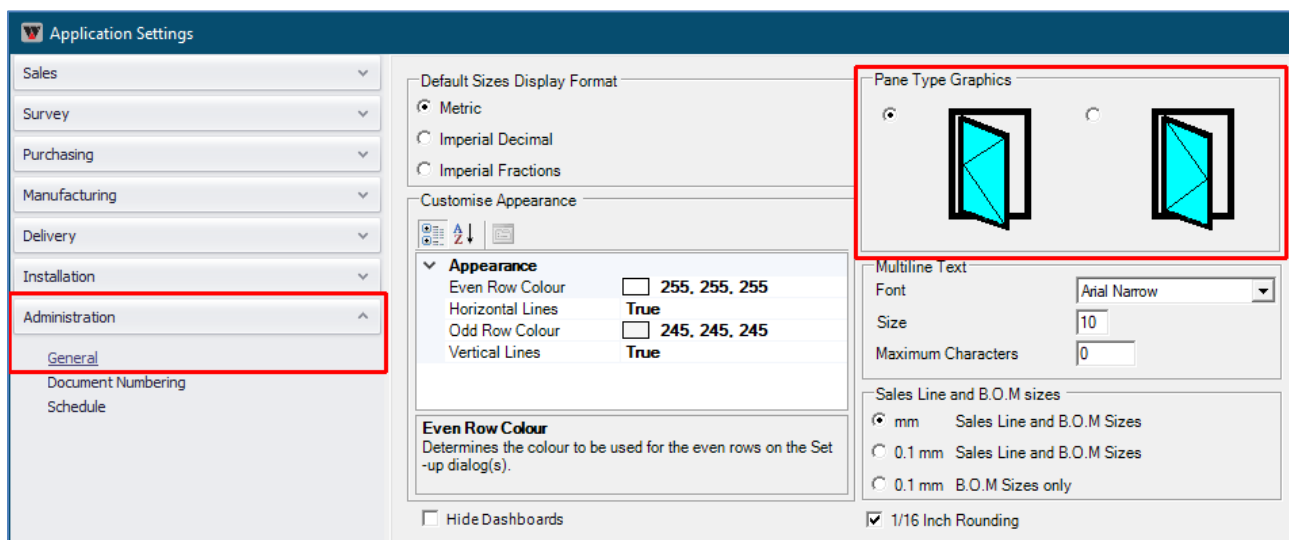 Application Settings
Sales
Survey
Purchasing
Manufacturing
Delivery
Installation
Administration
General
Document Numbering
Schedule
Default Sizes Display Format
Metric
Imperial Decimal
Imperial Fractions
Customise Appearance
Appearance
Even Row Colour 255, 255, 255
Horizontal Lines True
Odd Row Colour 245, 245, 245
Vertical Lines True
Even Row Colour
Determines the colour to be used for the even rows on the Set
-up dialog(s).
Hide Dashboards
Pane Type Graphics
Multiline Text
Font Arial Narrow
Size 10
Maximum Characters 0
Sales Line and B.O.M sizes
mm Sales Line and B.O.M Sizes
0.1 mm Sales Line and B.O.M Sizes
0.1 mm B.O.M Sizes only
1/16 Inch Rounding